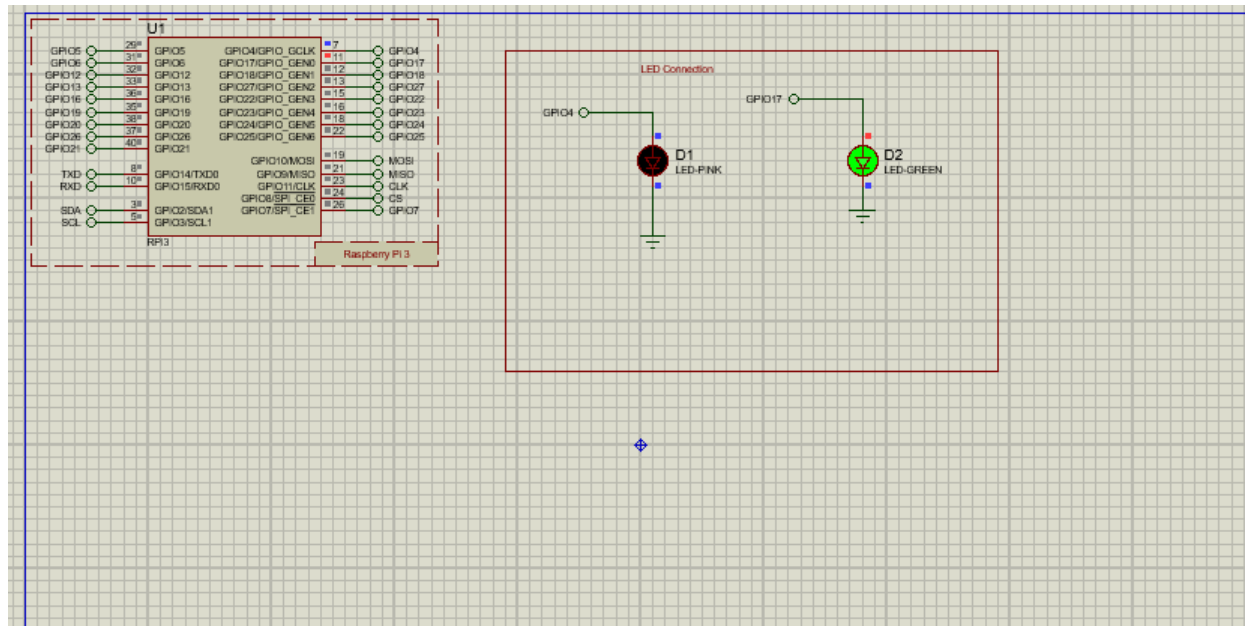 U1
GPIO5 29 GPIO5 GPIO4/GPIO_GCLK 7 GPIO4
GPIO6 31 GPIO6 GPIO17/GPIO_GEN0 11 GPIO17
GPIO12 32 GPIO12 GPIO18/GPIO_GEN1 12 GPIO18
GPIO13 33 GPIO13 GPIO27/GPIO_GEN2 13 GPIO27
GPIO16 36 GPIO16 GPIO22/GPIO_GEN3 15 GPIO22
GPIO19 35 GPIO19 GPIO23/GPIO_GEN4 16 GPIO23
GPIO20 38 GPIO20 GPIO24/GPIO_GEN5 18 GPIO24
GPIO26 37 GPIO26 GPIO25/GPIO_GEN6 22 GPIO25
GPIO21 40 GPIO21
GPIO10/MOSI 19 MOSI
TXD 8 GPIO14/TXD0 GPIO9/MISO 21 MISO
RXD 10 GPIO15/RXD0 GPIO11/CLK 23 CLK
GPIO8/SPI_CE0 24 CS
SDA 3 GPIO2/SDA1 GPIO7/SPI_CE1 26 GPIO7
SCL 5 GPIO3/SCL1
RPI3
Raspberry Pi 3
LED Connection
GPIO4
D1
LED-PINK
GPIO17
D2
LED-GREEN